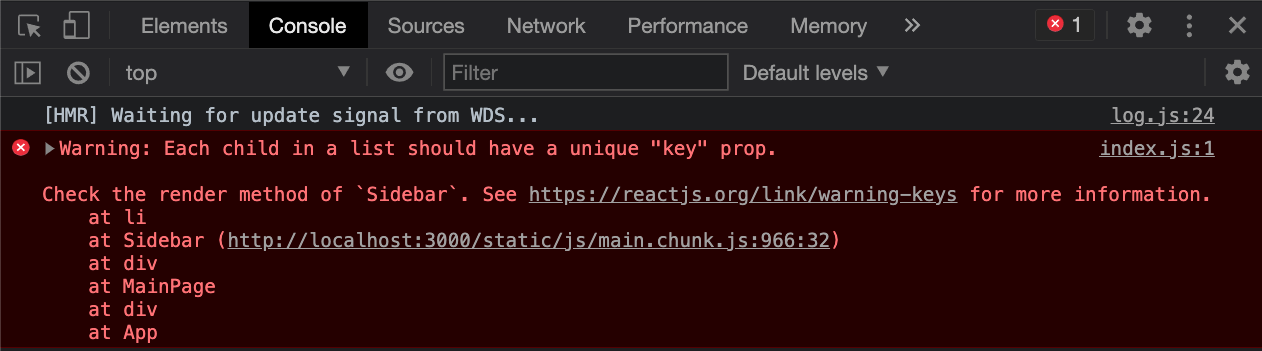 Elements Console Sources Network Performance Memory » 1
top Filter Default levels
[HMR] Waiting for update signal from WDS... log.js:24
Warning: Each child in a list should have a unique "key" prop. index.js:1
Check the render method of `Sidebar`. See https://reactjs.org/link/warning-keys for more information.
at li
at Sidebar (http://localhost:3000/static/js/main.chunk.js:966:32)
at div
at MainPage
at div
at App